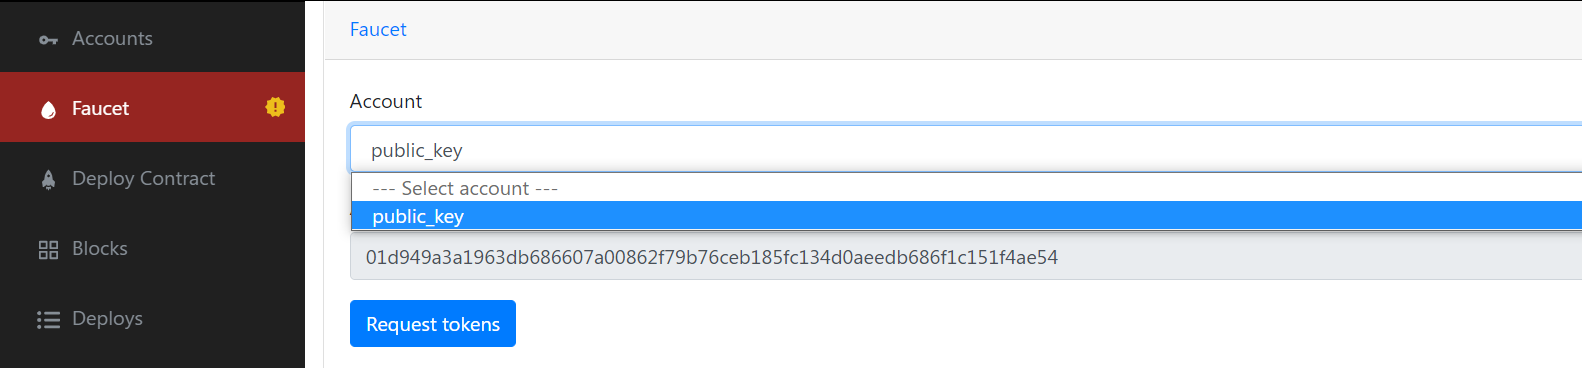 Accounts
Faucet
Deploy Contract
Blocks
Deploys
Faucet
Account
public_key
--- Select account ---
public_key
01d949a3a1963db686607a00862f79b76ceb185fc134d0aeedb686f1c151f4ae54
Request tokens